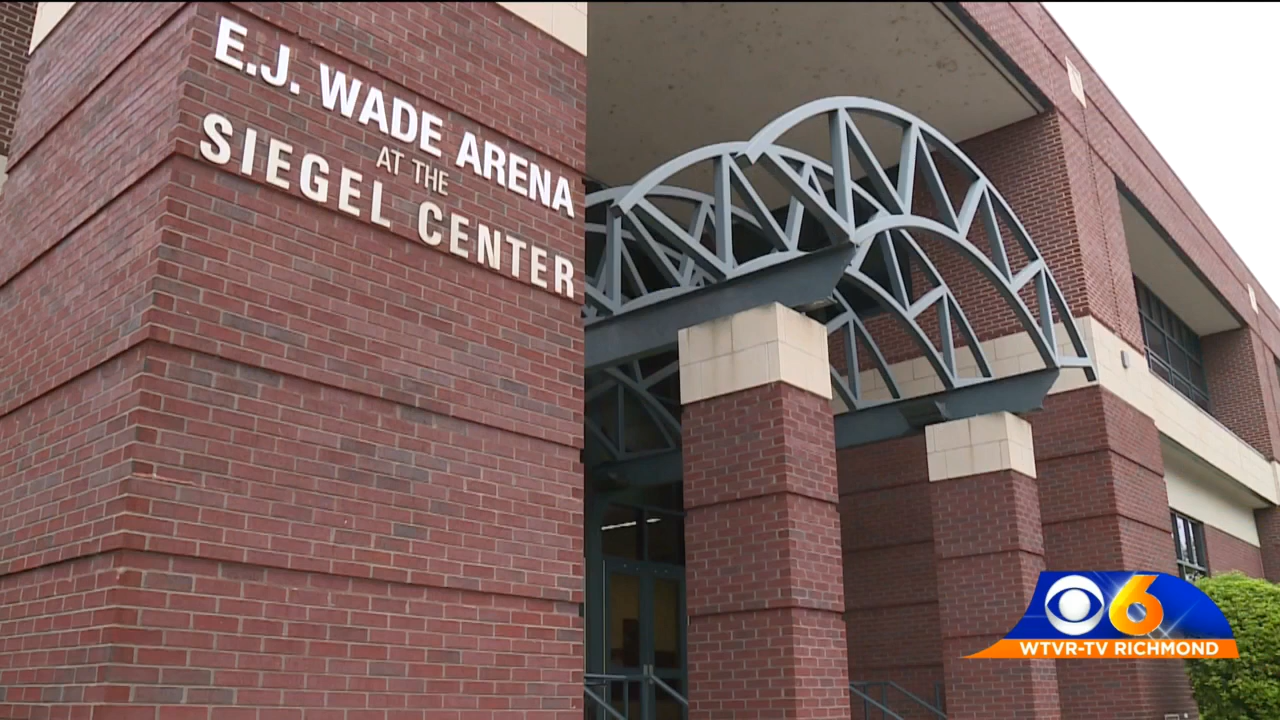 E.J. WADE ARENA
AT THE
SIEGEL CENTER
6
WTVR-TV RICHMOND